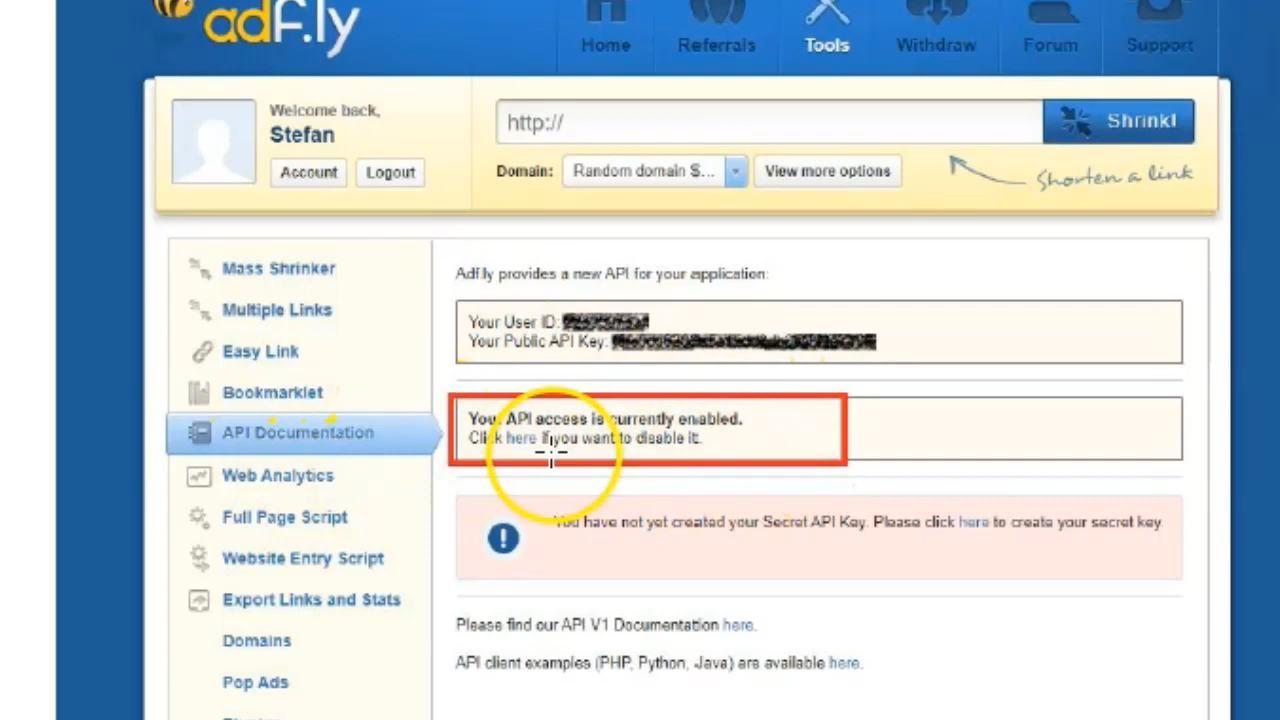 adf.ly
Home
Referrals
Tools
Withdraw
Forum
Support
Welcome back,
Stefan
Account
Logout
http://
Shrink!
Domain:
Random domain S...
View more options
Shorten a link
Mass Shrinker
Multiple Links
Easy Link
Bookmarklet
API Documentation
Web Analytics
Full Page Script
Website Entry Script
Export Links and Stats
Domains
Pop Ads
Adf.ly provides a new API for your application:
Your User ID:
Your Public API Key:
Your API access is currently enabled.
Click here if you want to disable it.
You have not yet created your Secret API Key. Please click here to create your secret key
Please find our API V1 Documentation here.
API client examples (PHP, Python, Java) are available here.